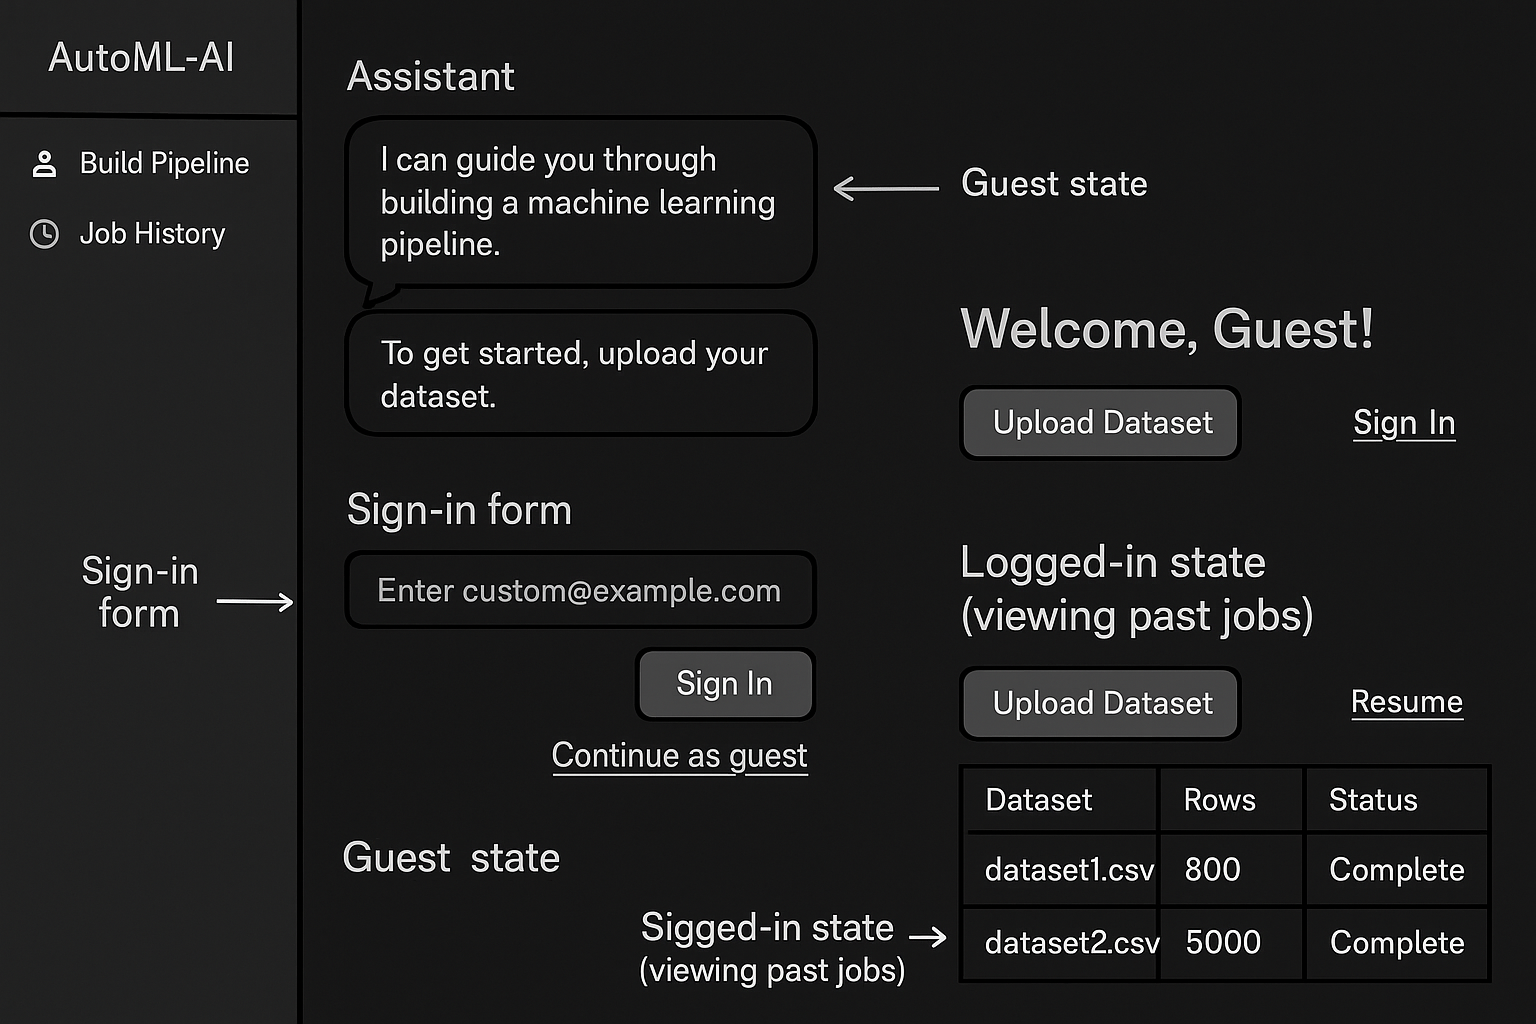 AutoML-AI
Build Pipeline
Job History
Sign-in
form
Assistant
I can guide you through
building a machine learning
pipeline.
To get started, upload your
dataset.
Sign-in form
Enter custom@example.com
Sign In
Continue as guest
Guest state
Sigged-in state
(viewing past jobs)
Guest state
Welcome, Guest!
Upload Dataset Sign In
Logged-in state
(viewing past jobs)
Upload Dataset Resume
Dataset Rows Status
dataset1.csv 800 Complete
dataset2.csv 5000 Complete